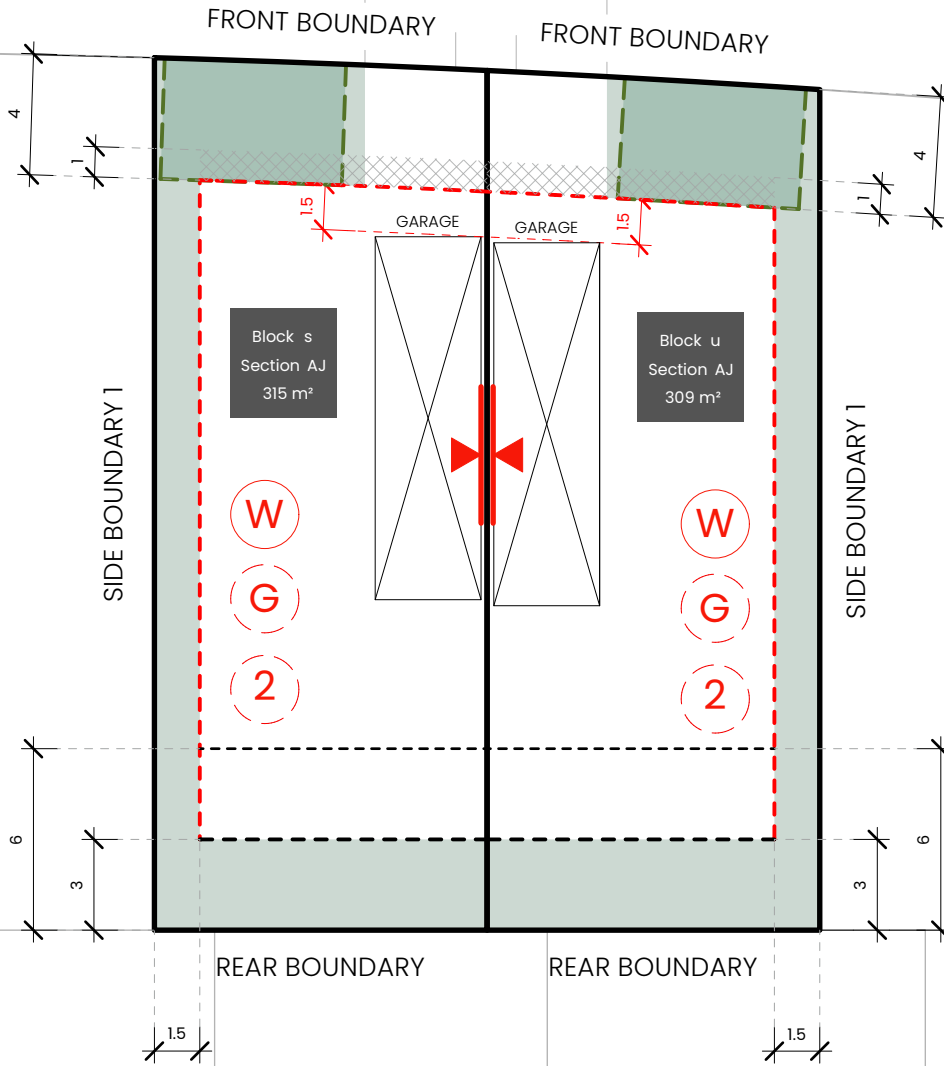 FRONT BOUNDARY
FRONT BOUNDARY
4
1
4
1
1.5
1.5
GARAGE
GARAGE
Block s
Section AJ
315 m²
Block u
Section AJ
309 m²
SIDE BOUNDARY 1
SIDE BOUNDARY 1
W
W
G
G
2
2
6
3
3
6
REAR BOUNDARY
REAR BOUNDARY
1.5
1.5